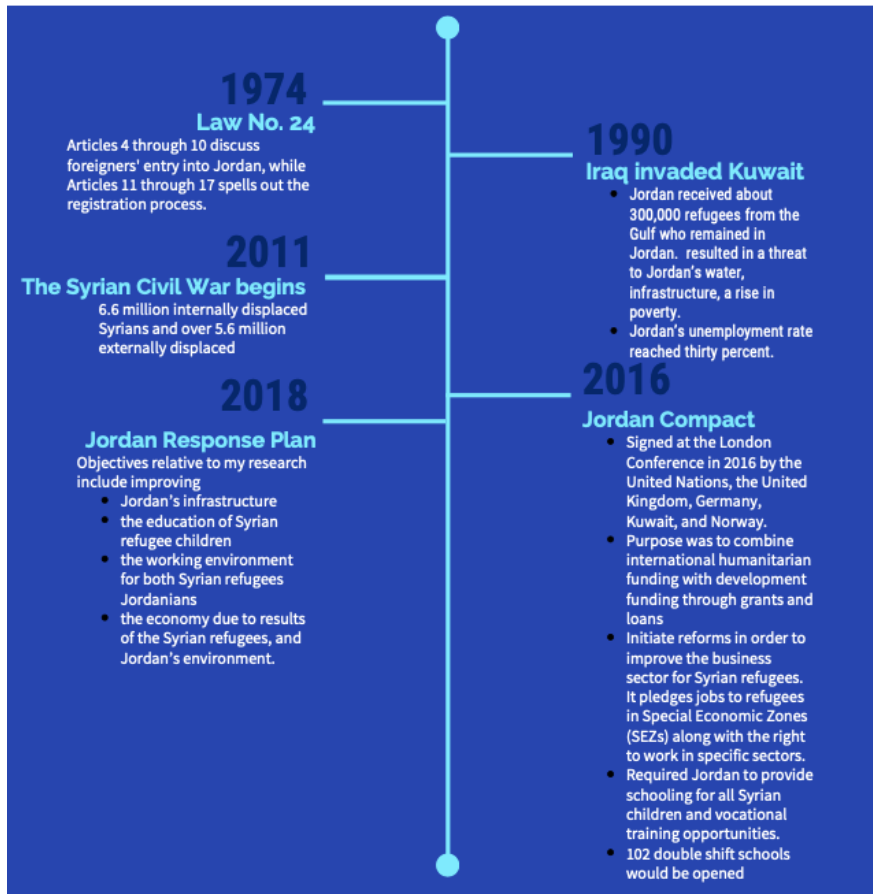 1974
Law No. 24
Articles 4 through 10 discuss
foreigners' entry into Jordan, while
Articles 11 through 17 spells out the
registration process.
1990
Iraq invaded Kuwait
• Jordan received about
300,000 refugees from the
Gulf who remained in
Jordan. resulted in a threat
to Jordan's water,
infrastructure, a rise in
poverty.
• Jordan's unemployment rate
reached thirty percent.
2011
The Syrian Civil War begins
6.6 million internally displaced
Syrians and over 5.6 million
externally displaced
2016
Jordan Compact
• Signed at the London
Conference in 2016 by the
United Nations, the United
Kingdom, Germany,
Kuwait, and Norway.
• Purpose was to combine
international humanitarian
funding with development
funding through grants and
loans
• Initiate reforms in order to
improve the business
sector for Syrian refugees.
It pledges jobs to refugees
in Special Economic Zones
(SEZs) along with the right
to work in specific sectors.
• Required Jordan to provide
schooling for all Syrian
children and vocational
training opportunities.
• 102 double shift schools
would be opened
2018
Jordan Response Plan
Objectives relative to my research
include improving
• Jordan's infrastructure
• the education of Syrian
refugee children
• the working environment
for both Syrian refugees
Jordanians
• the economy due to results
of the Syrian refugees, and
Jordan's environment.